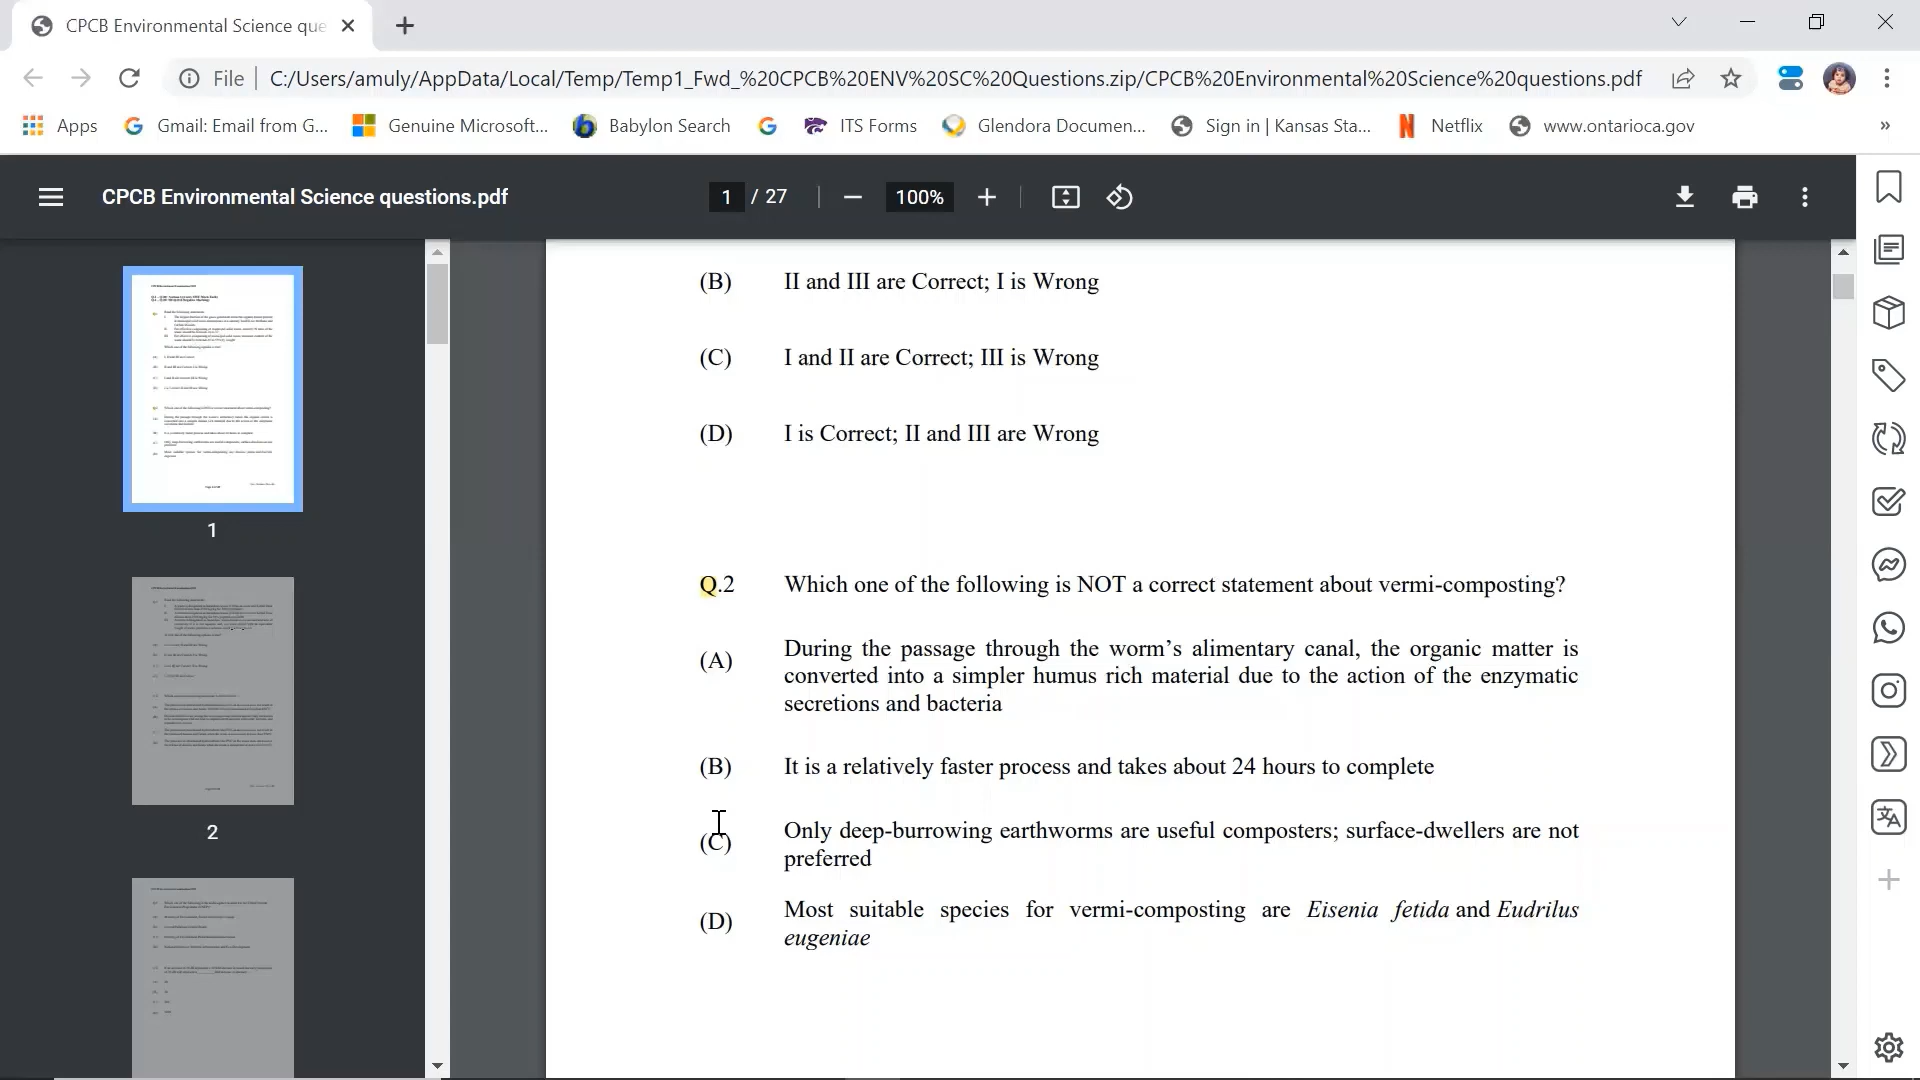 CPCB Environmental Science que
File C:/Users/amuly/AppData/Local/Temp/Temp1_Fwd_%20CPCB%20ENV%20SC%20Questions.zip/CPCB%20Environmental%20Science%20questions.pdf
Apps Gmail: Email from G... Genuine Microsoft... Babylon Search ITS Forms Glendora Documen... Sign in | Kansas Sta... Netflix www.ontarioca.gov »
CPCB Environmental Science questions.pdf 1 / 27 100%
1
2
(B) II and III are Correct; I is Wrong
(C) I and II are Correct; III is Wrong
(D) I is Correct; II and III are Wrong
Q.2 Which one of the following is NOT a correct statement about vermi-composting?
(A) During the passage through the worm's alimentary canal, the organic matter is
converted into a simpler humus rich material due to the action of the enzymatic
secretions and bacteria
(B) It is a relatively faster process and takes about 24 hours to complete
(C) Only deep-burrowing earthworms are useful composters; surface-dwellers are not
preferred
(D) Most suitable species for vermi-composting are Eisenia fetida and Eudrilus
eugeniae